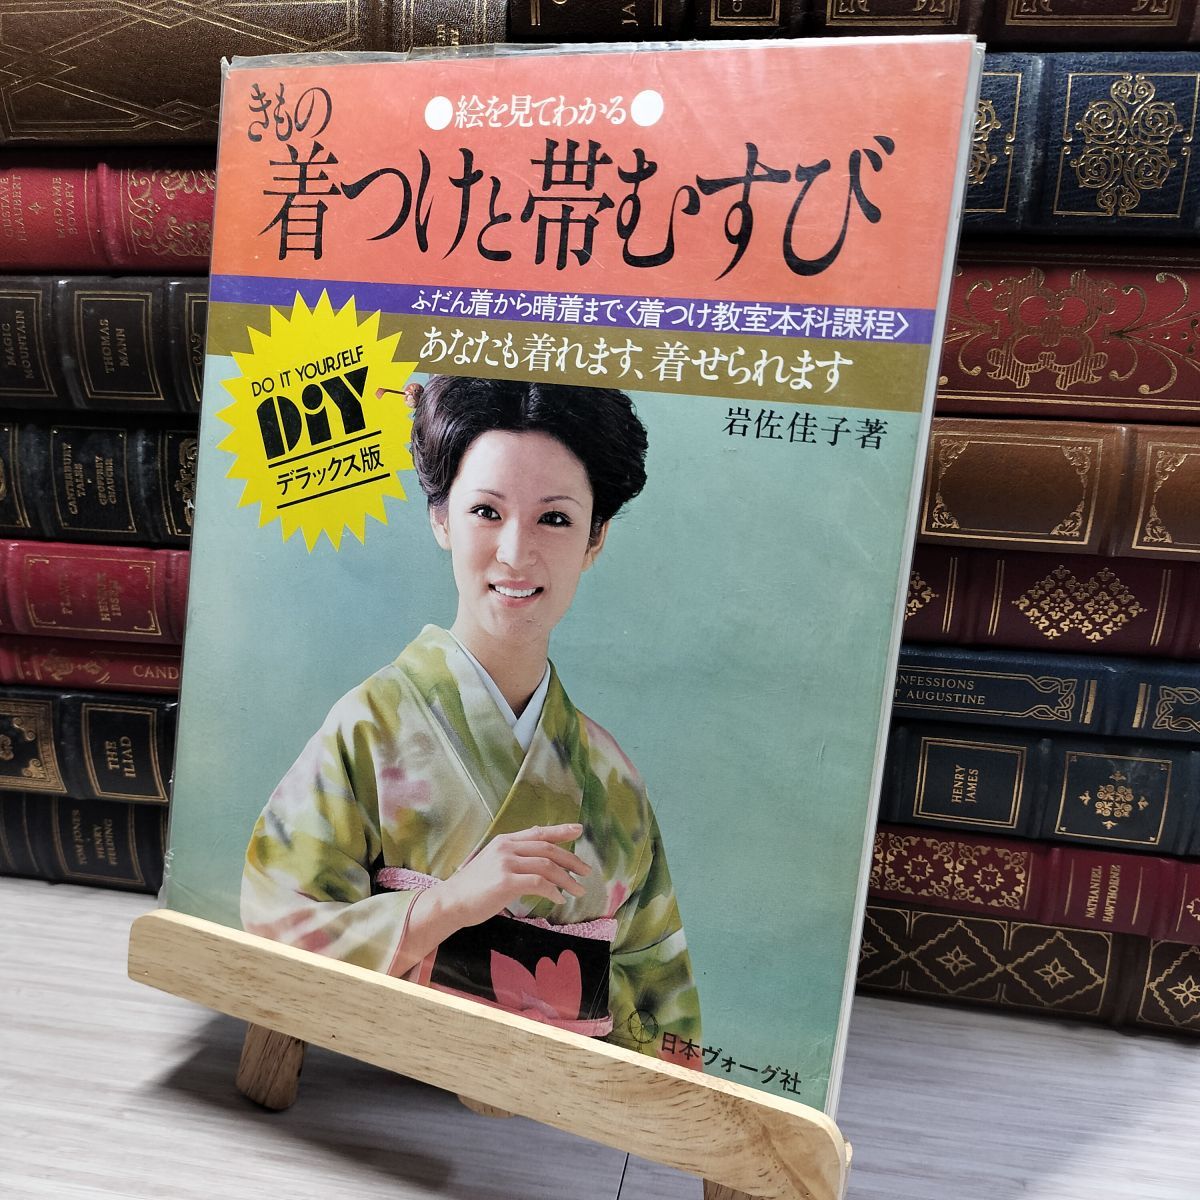 ●絵を見てわかる●
きもの
着つけと帯むすび
ふだん着から晴着まで〈着つけ教室本科課程〉
あなたも着れます、着せられます
岩佐佳子著
DO IT YOURSELF
DiY
デラックス版
日本ヴォーグ社
GUSTAVE
FLAUBERT
MADAME
BOVARY
MAGIC
MOUNTAIN
THOMAS
MANN
CANTERBURY
TALES
GEOFFREY
CHAUCER
HENRIK
IBSEN
CAND
THE
ILIAD
TOM JONES
HENRY
FIELDING
ONFESSIONS
T AUGUSTINE
HENRY
JAMES
NATHANIEL
HAWTHORNE